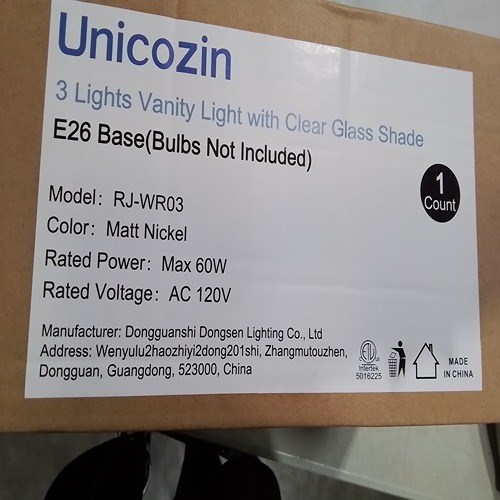 Unicozin
3 Lights Vanity Light with Clear Glass Shade
E26 Base(Bulbs Not Included)
1
Count
Model: RJ-WR03
Color: Matt Nickel
Rated Power: Max 60W
Rated Voltage: AC 120V
Manufacturer: Dongguanshi Dongsen Lighting Co., Ltd
Address: Wenyulu2haozhiyi2dong201shi, Zhangmutouzhen,
Dongguan, Guangdong, 523000, China
ETL
Intertek
5016225
MADE
IN CHINA